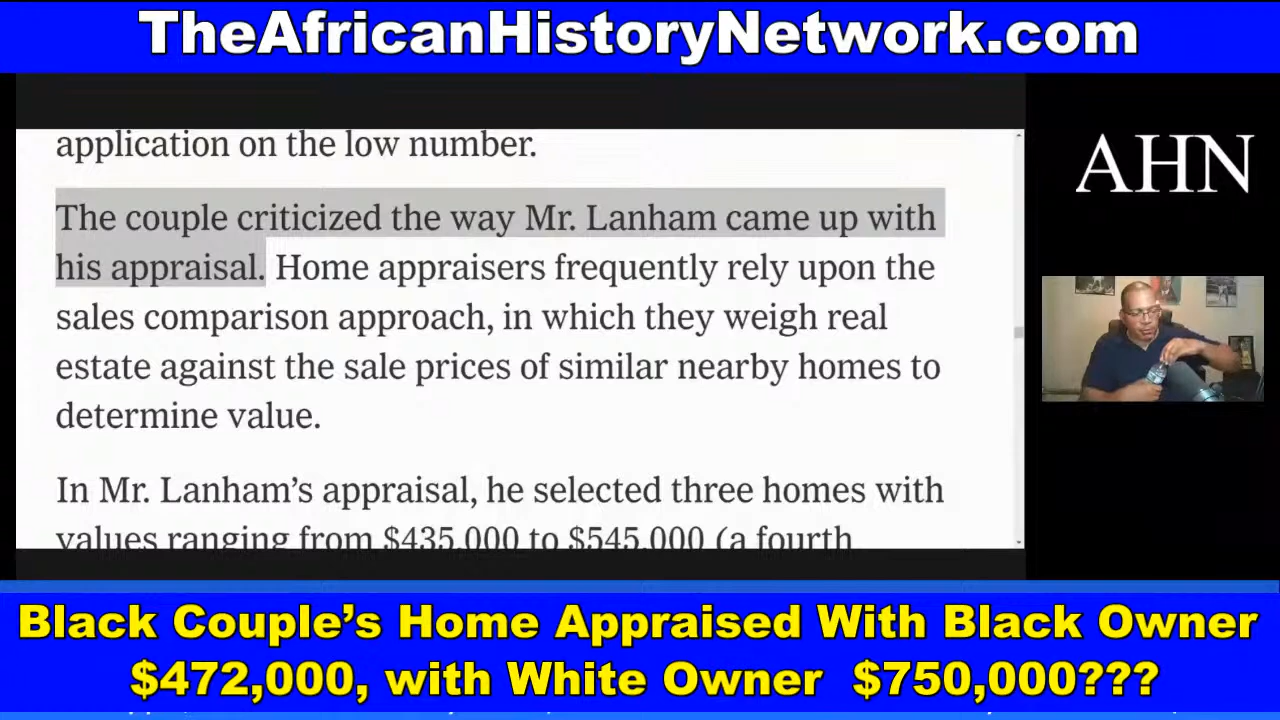 TheAfricanHistoryNetwork.com
application on the low number.
The couple criticized the way Mr. Lanham came up with
his appraisal. Home appraisers frequently rely upon the
sales comparison approach, in which they weigh real
estate against the sale prices of similar nearby homes to
determine value.
In Mr. Lanham’s appraisal, he selected three homes with
values ranging from $435,000 to $545,000 (a fourth
AHN
Black Couple’s Home Appraised With Black Owner
$472,000, with White Owner $750,000???